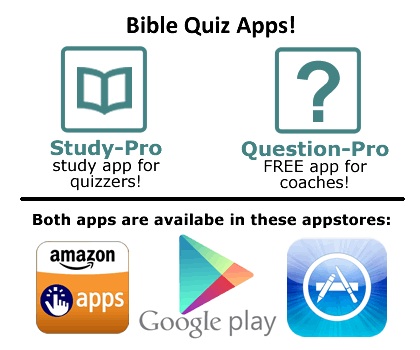 Bible Quiz Apps!
Study-Pro
study app for
quizzers!
?
Question-Pro
FREE app for
coaches!
Both apps are availabe in these appstores:
amazon
apps
Google play